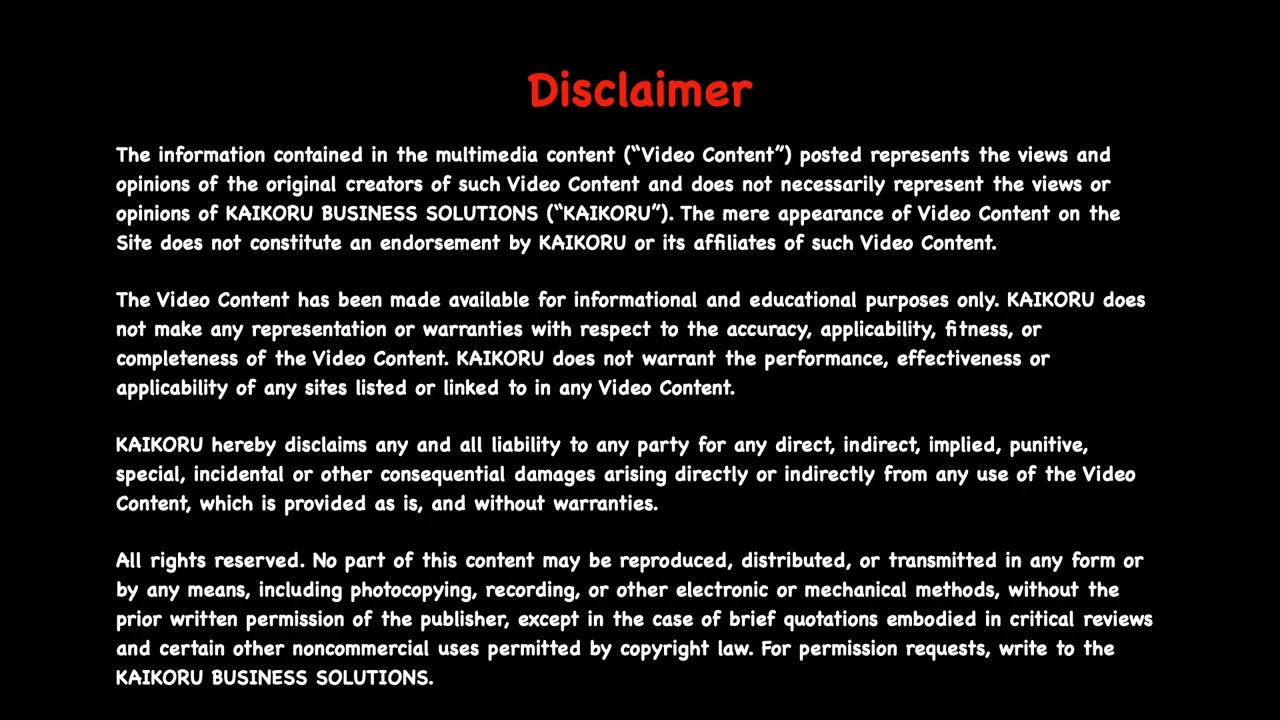 Disclaimer
The information contained in the multimedia content (“Video Content”) posted represents the views and
opinions of the original creators of such Video Content and does not necessarily represent the views or
opinions of KAIKORU BUSINESS SOLUTIONS (“KAIKORU”). The mere appearance of Video Content on the
Site does not constitute an endorsement by KAIKORU or its affiliates of such Video Content.
The Video Content has been made available for informational and educational purposes only. KAIKORU does
not make any representation or warranties with respect to the accuracy, applicability, fitness, or
completeness of the Video Content. KAIKORU does not warrant the performance, effectiveness or
applicability of any sites listed or linked to in any Video Content.
KAIKORU hereby disclaims any and all liability to any party for any direct, indirect, implied, punitive,
special, incidental or other consequential damages arising directly or indirectly from any use of the Video
Content, which is provided as is, and without warranties.
All rights reserved. No part of this content may be reproduced, distributed, or transmitted in any form or
by any means, including photocopying, recording, or other electronic or mechanical methods, without the
prior written permission of the publisher, except in the case of brief quotations embodied in critical reviews
and certain other noncommercial uses permitted by copyright law. For permission requests, write to the
KAIKORU BUSINESS SOLUTIONS.